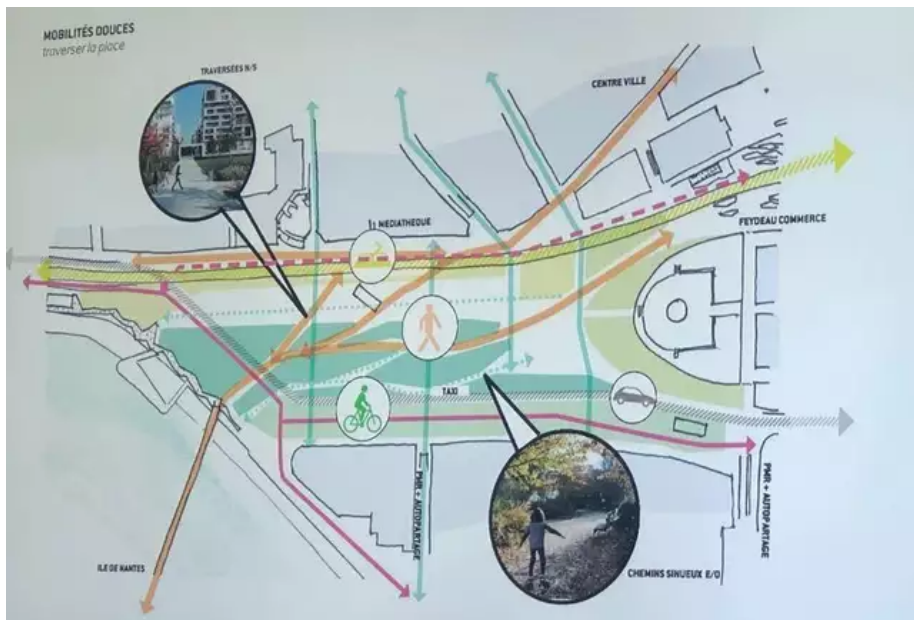 MOBILITÉS DOUCES
traverser la place
TRAVERSÉES N/S
CENTRE VILLE
MEDIATHEQUE
FEYDEAU COMMERCE
TAXI
PMR + AUTOPARTAGE
PMR + AUTOPARTAGE
ILE DE NANTES
CHEMINS SINUEUX E/O